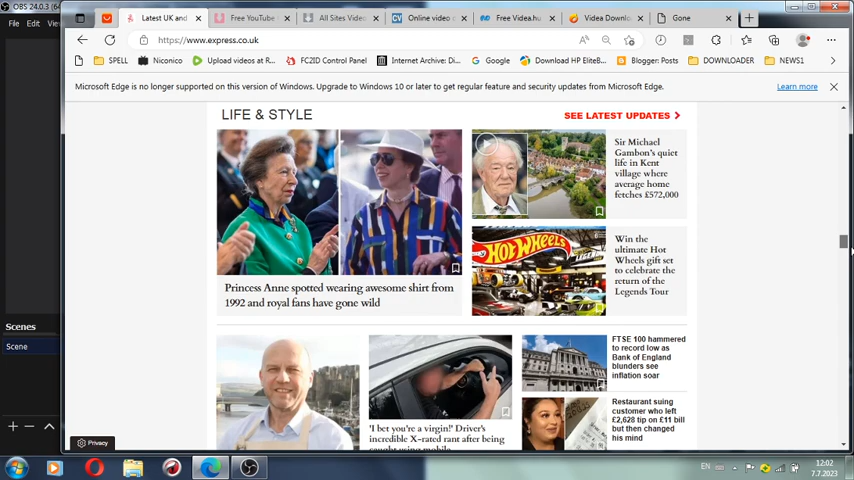 OBS 24.0.3 (64
File Edit View
Latest UK and
Free YouTube
All Sites Video
Online video c
Free Videa.hu
Videa Downl
Gone
https://www.express.co.uk
SPELL
Niconico
Upload videos at R...
FC2ID Control Panel
Internet Archive: Di...
Google
Download HP EliteB...
Blogger: Posts
DOWNLOADER
NEWS1
Microsoft Edge is no longer supported on this version of Windows. Upgrade to Windows 10 or later to get regular feature and security updates from Microsoft Edge.
Learn more
LIFE & STYLE
SEE LATEST UPDATES
Princess Anne spotted wearing awesome shirt from
1992 and royal fans have gone wild
Sir Michael
Gambon's quiet
life in Kent
village where
average home
fetches £572,000
HOT WHEELS
LEGENDS
Win the
ultimate Hot
Wheels gift set
to celebrate the
return of the
Legends Tour
'I bet you're a virgin!' Driver's
incredible X-rated rant after being
caught using mobile
FTSE 100 hammered
to record low as
Bank of England
blunders see
inflation soar
Restaurant suing
customer who left
£2,628 tip on £11 bill
but then changed
his mind
Scenes
Scene
Privacy
EN
12:02
7.7.2023